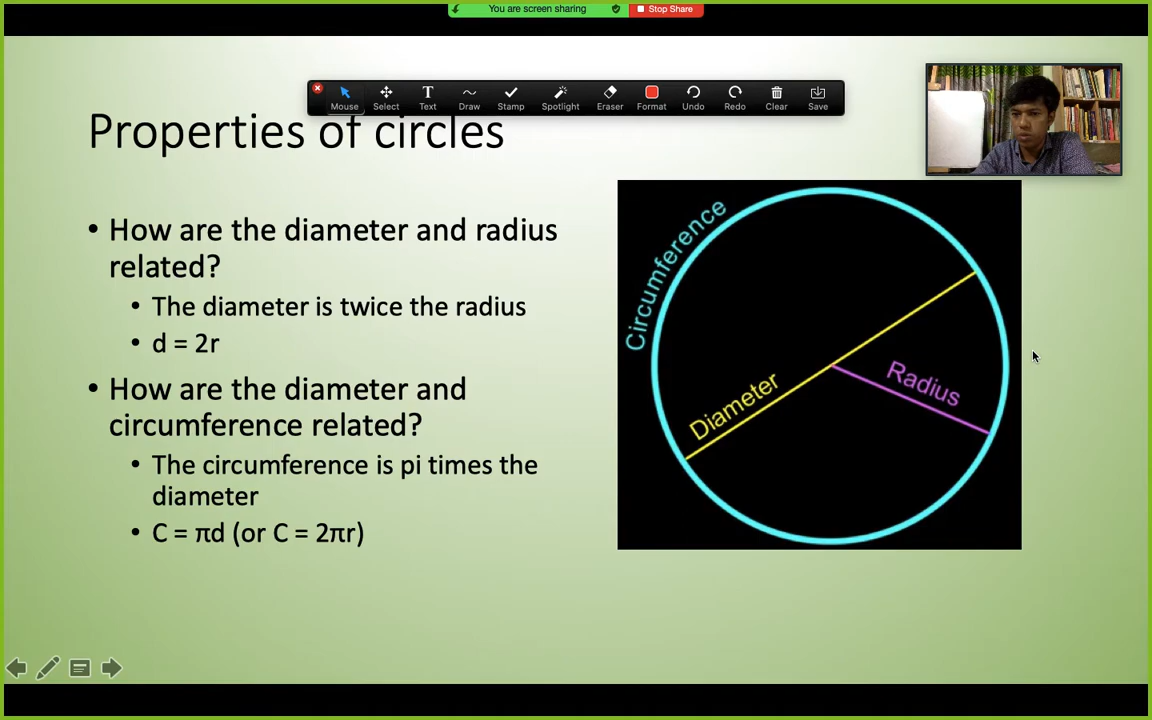 You are screen sharing
Stop Share
Mouse
Select
Text
Draw
Stamp
Spotlight
Eraser
Format
Undo
Redo
Clear
Save
Properties of circles
• How are the diameter and radius
related?
• The diameter is twice the radius
• d = 2r
• How are the diameter and
circumference related?
• The circumference is pi times the
diameter
• C = πd (or C = 2πr)
Circumference
Diameter
Radius